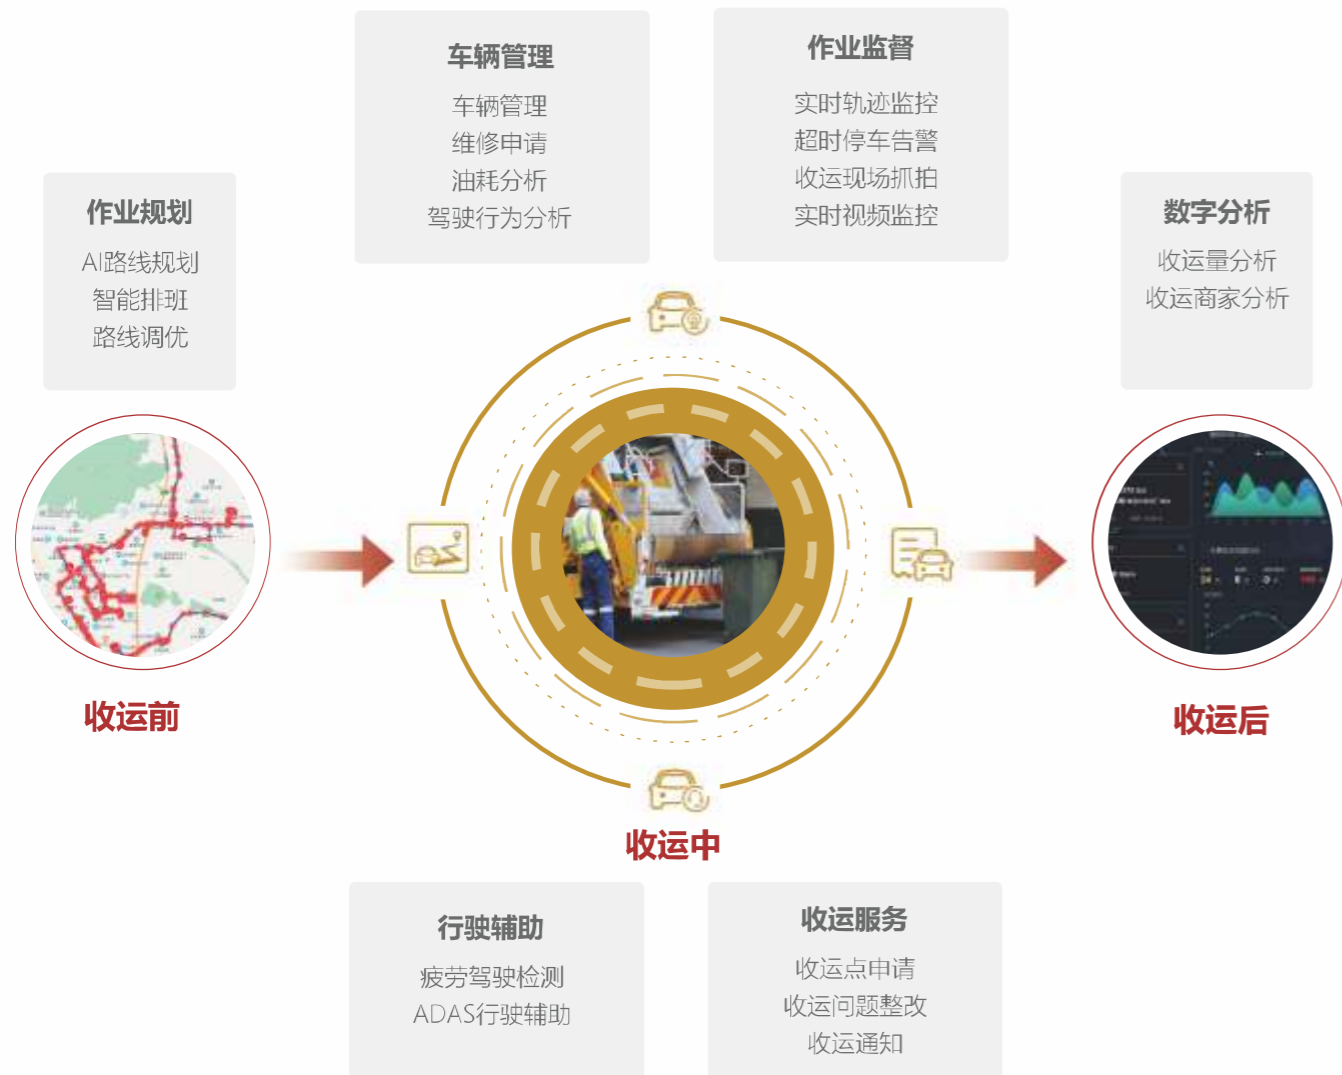 车辆管理
车辆管理
维修申请
油耗分析
驾驶行为分析
作业监督
实时轨迹监控
超时停车告警
收运现场抓拍
实时视频监控
作业规划
AI路线规划
智能排班
路线调优
数字分析
收运量分析
收运商家分析
收运前
收运中
收运后
行驶辅助
疲劳驾驶检测
ADAS行驶辅助
收运服务
收运点申请
收运问题整改
收运通知